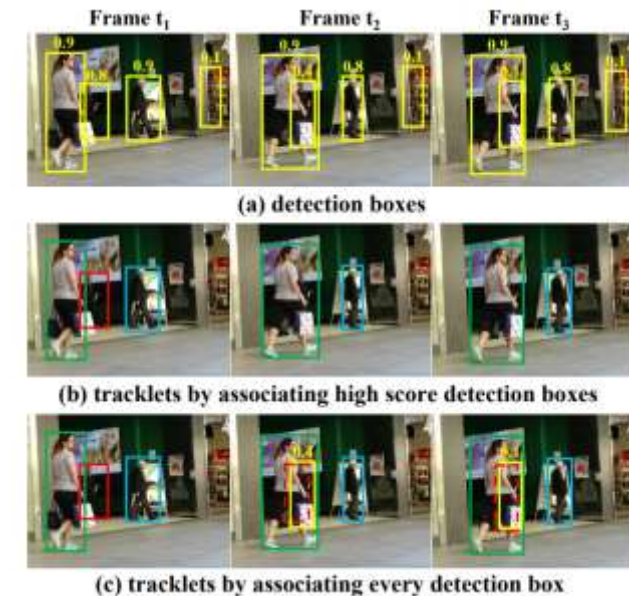 Frame t1 Frame t2 Frame t3
0.9 0.8 0.9 0.1 0.9 0.4 0.8 0.1 0.9 0.1 0.8 0.1
(a) detection boxes
(b) tracklets by associating high score detection boxes
0.4 0.1
(c) tracklets by associating every detection box